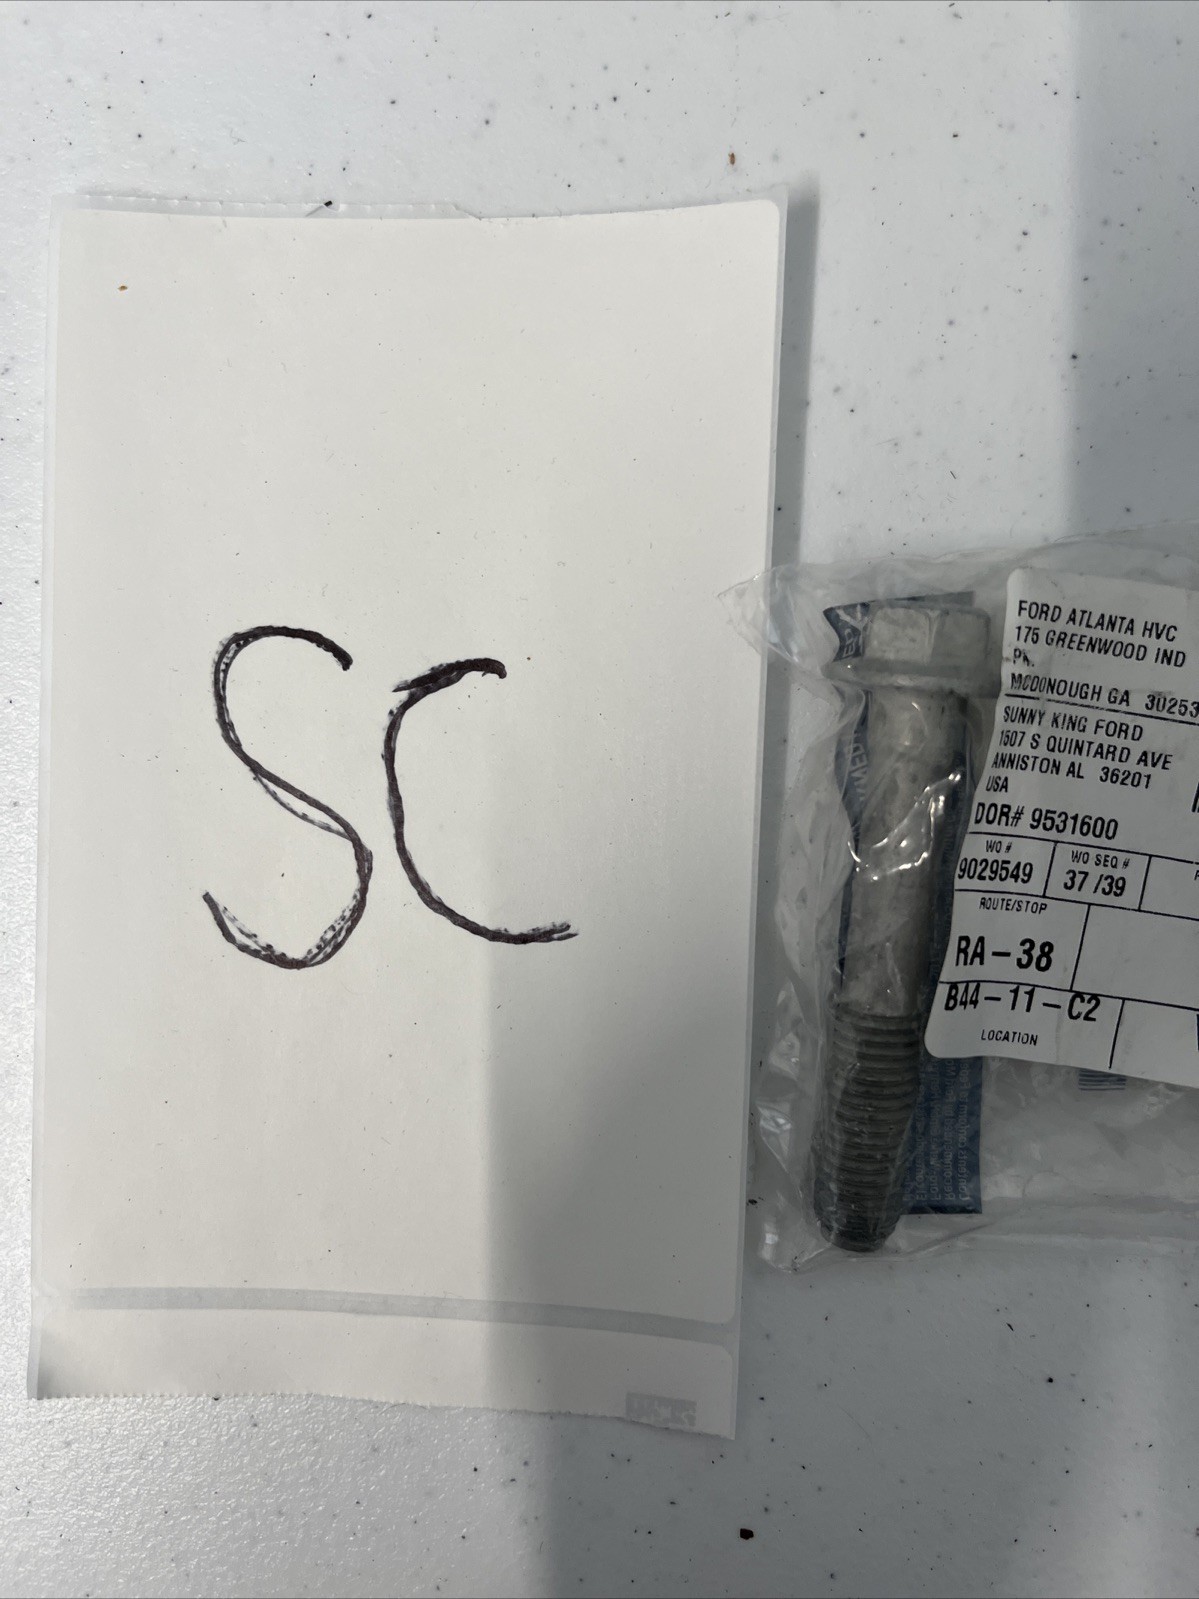 SC
FORD ATLANTA HVC
175 GREENWOOD IND
PK.
MCDONOUGH GA 30253
SUNNY KING FORD
1507 S QUINTARD AVE
ANNISTON AL 36201
USA
DOR# 9531600
WO #
9029549
WO SEQ #
37 /39
ROUTE/STOP
RA-38
B44-11-C2
LOCATION